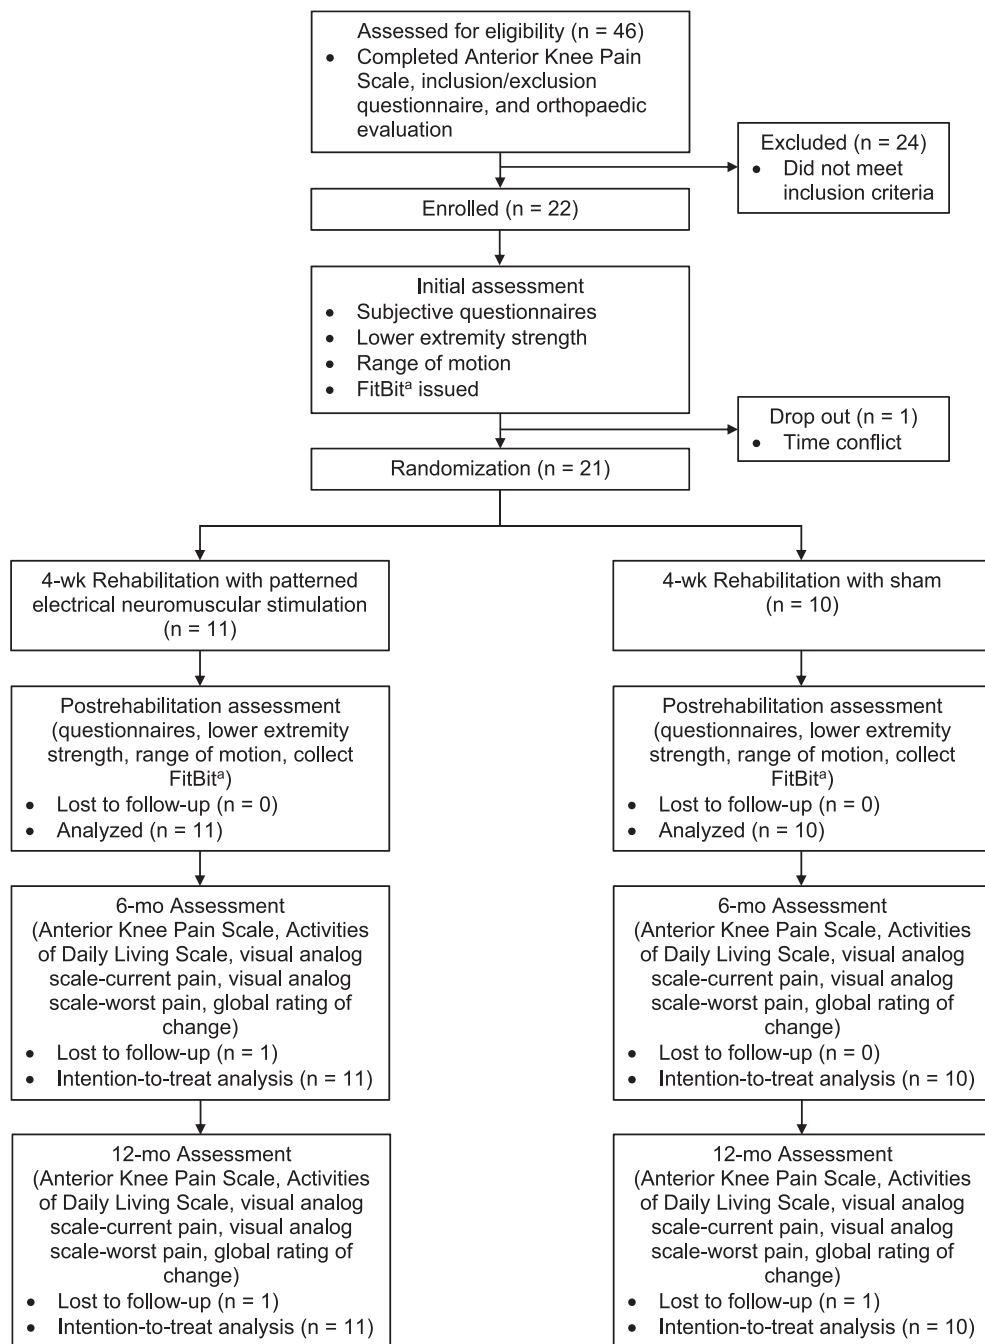 Assessed for eligibility (n = 46)
• Completed Anterior Knee Pain
Scale, inclusion/exclusion
questionnaire, and orthopaedic
evaluation
Excluded (n = 24)
• Did not meet
inclusion criteria
Enrolled (n = 22)
Initial assessment
• Subjective questionnaires
• Lower extremity strength
• Range of motion
• FitBitᵃ issued
Drop out (n = 1)
• Time conflict
Randomization (n = 21)
4-wk Rehabilitation with patterned
electrical neuromuscular stimulation
(n = 11)
4-wk Rehabilitation with sham
(n = 10)
Postrehabilitation assessment
(questionnaires, lower extremity
strength, range of motion, collect
FitBitᵃ)
• Lost to follow-up (n = 0)
• Analyzed (n = 11)
Postrehabilitation assessment
(questionnaires, lower extremity
strength, range of motion, collect
FitBitᵃ)
• Lost to follow-up (n = 0)
• Analyzed (n = 10)
6-mo Assessment
(Anterior Knee Pain Scale, Activities
of Daily Living Scale, visual analog
scale-current pain, visual analog
scale-worst pain, global rating of
change)
• Lost to follow-up (n = 1)
• Intention-to-treat analysis (n = 11)
6-mo Assessment
(Anterior Knee Pain Scale, Activities
of Daily Living Scale, visual analog
scale-current pain, visual analog
scale-worst pain, global rating of
change)
• Lost to follow-up (n = 0)
• Intention-to-treat analysis (n = 10)
12-mo Assessment
(Anterior Knee Pain Scale, Activities
of Daily Living Scale, visual analog
scale-current pain, visual analog
scale-worst pain, global rating of
change)
• Lost to follow-up (n = 1)
• Intention-to-treat analysis (n = 11)
12-mo Assessment
(Anterior Knee Pain Scale, Activities
of Daily Living Scale, visual analog
scale-current pain, visual analog
scale-worst pain, global rating of
change)
• Lost to follow-up (n = 1)
• Intention-to-treat analysis (n = 10)